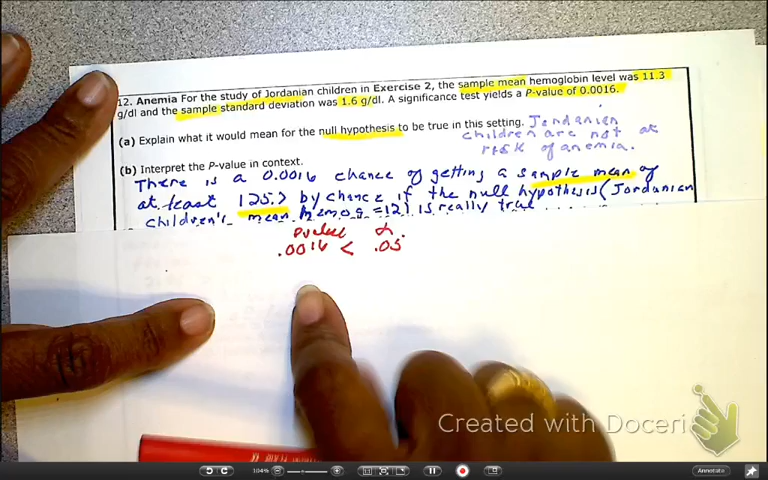 12. Anemia For the study of Jordanian children in Exercise 2, the sample mean hemoglobin level was 11.3
g/dl and the sample standard deviation was 1.6 g/dl. A significance test yields a P-value of 0.0016.
(a) Explain what it would mean for the null hypothesis to be true in this setting. Jordanian
children are not at
risk of anemia.
(b) Interpret the P-value in context.
There is a 0.0016 chance of getting a sample mean of
at least 125.7 by chance if the null hypothesis (Jordanian
children's mean hemog = 12) is really true
pvalue α
.0016 < .05
Created with Doceri
104%
Annotate